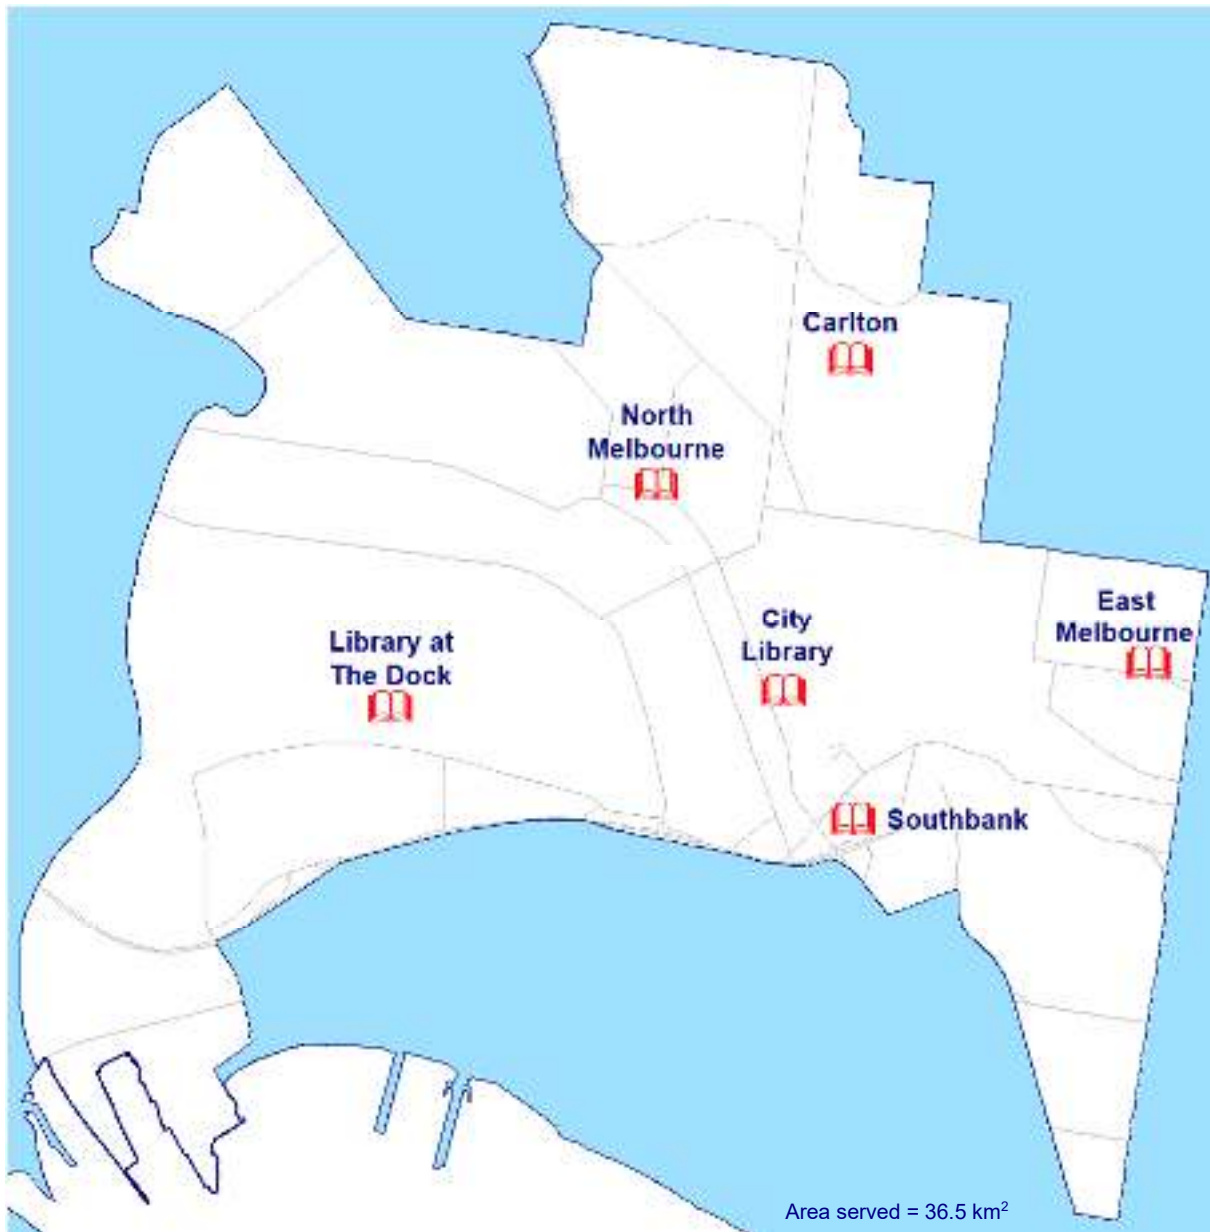 Carlton
North
Melbourne
East
Melbourne
City
Library
Library at
The Dock
Southbank
Area served = 36.5 km²